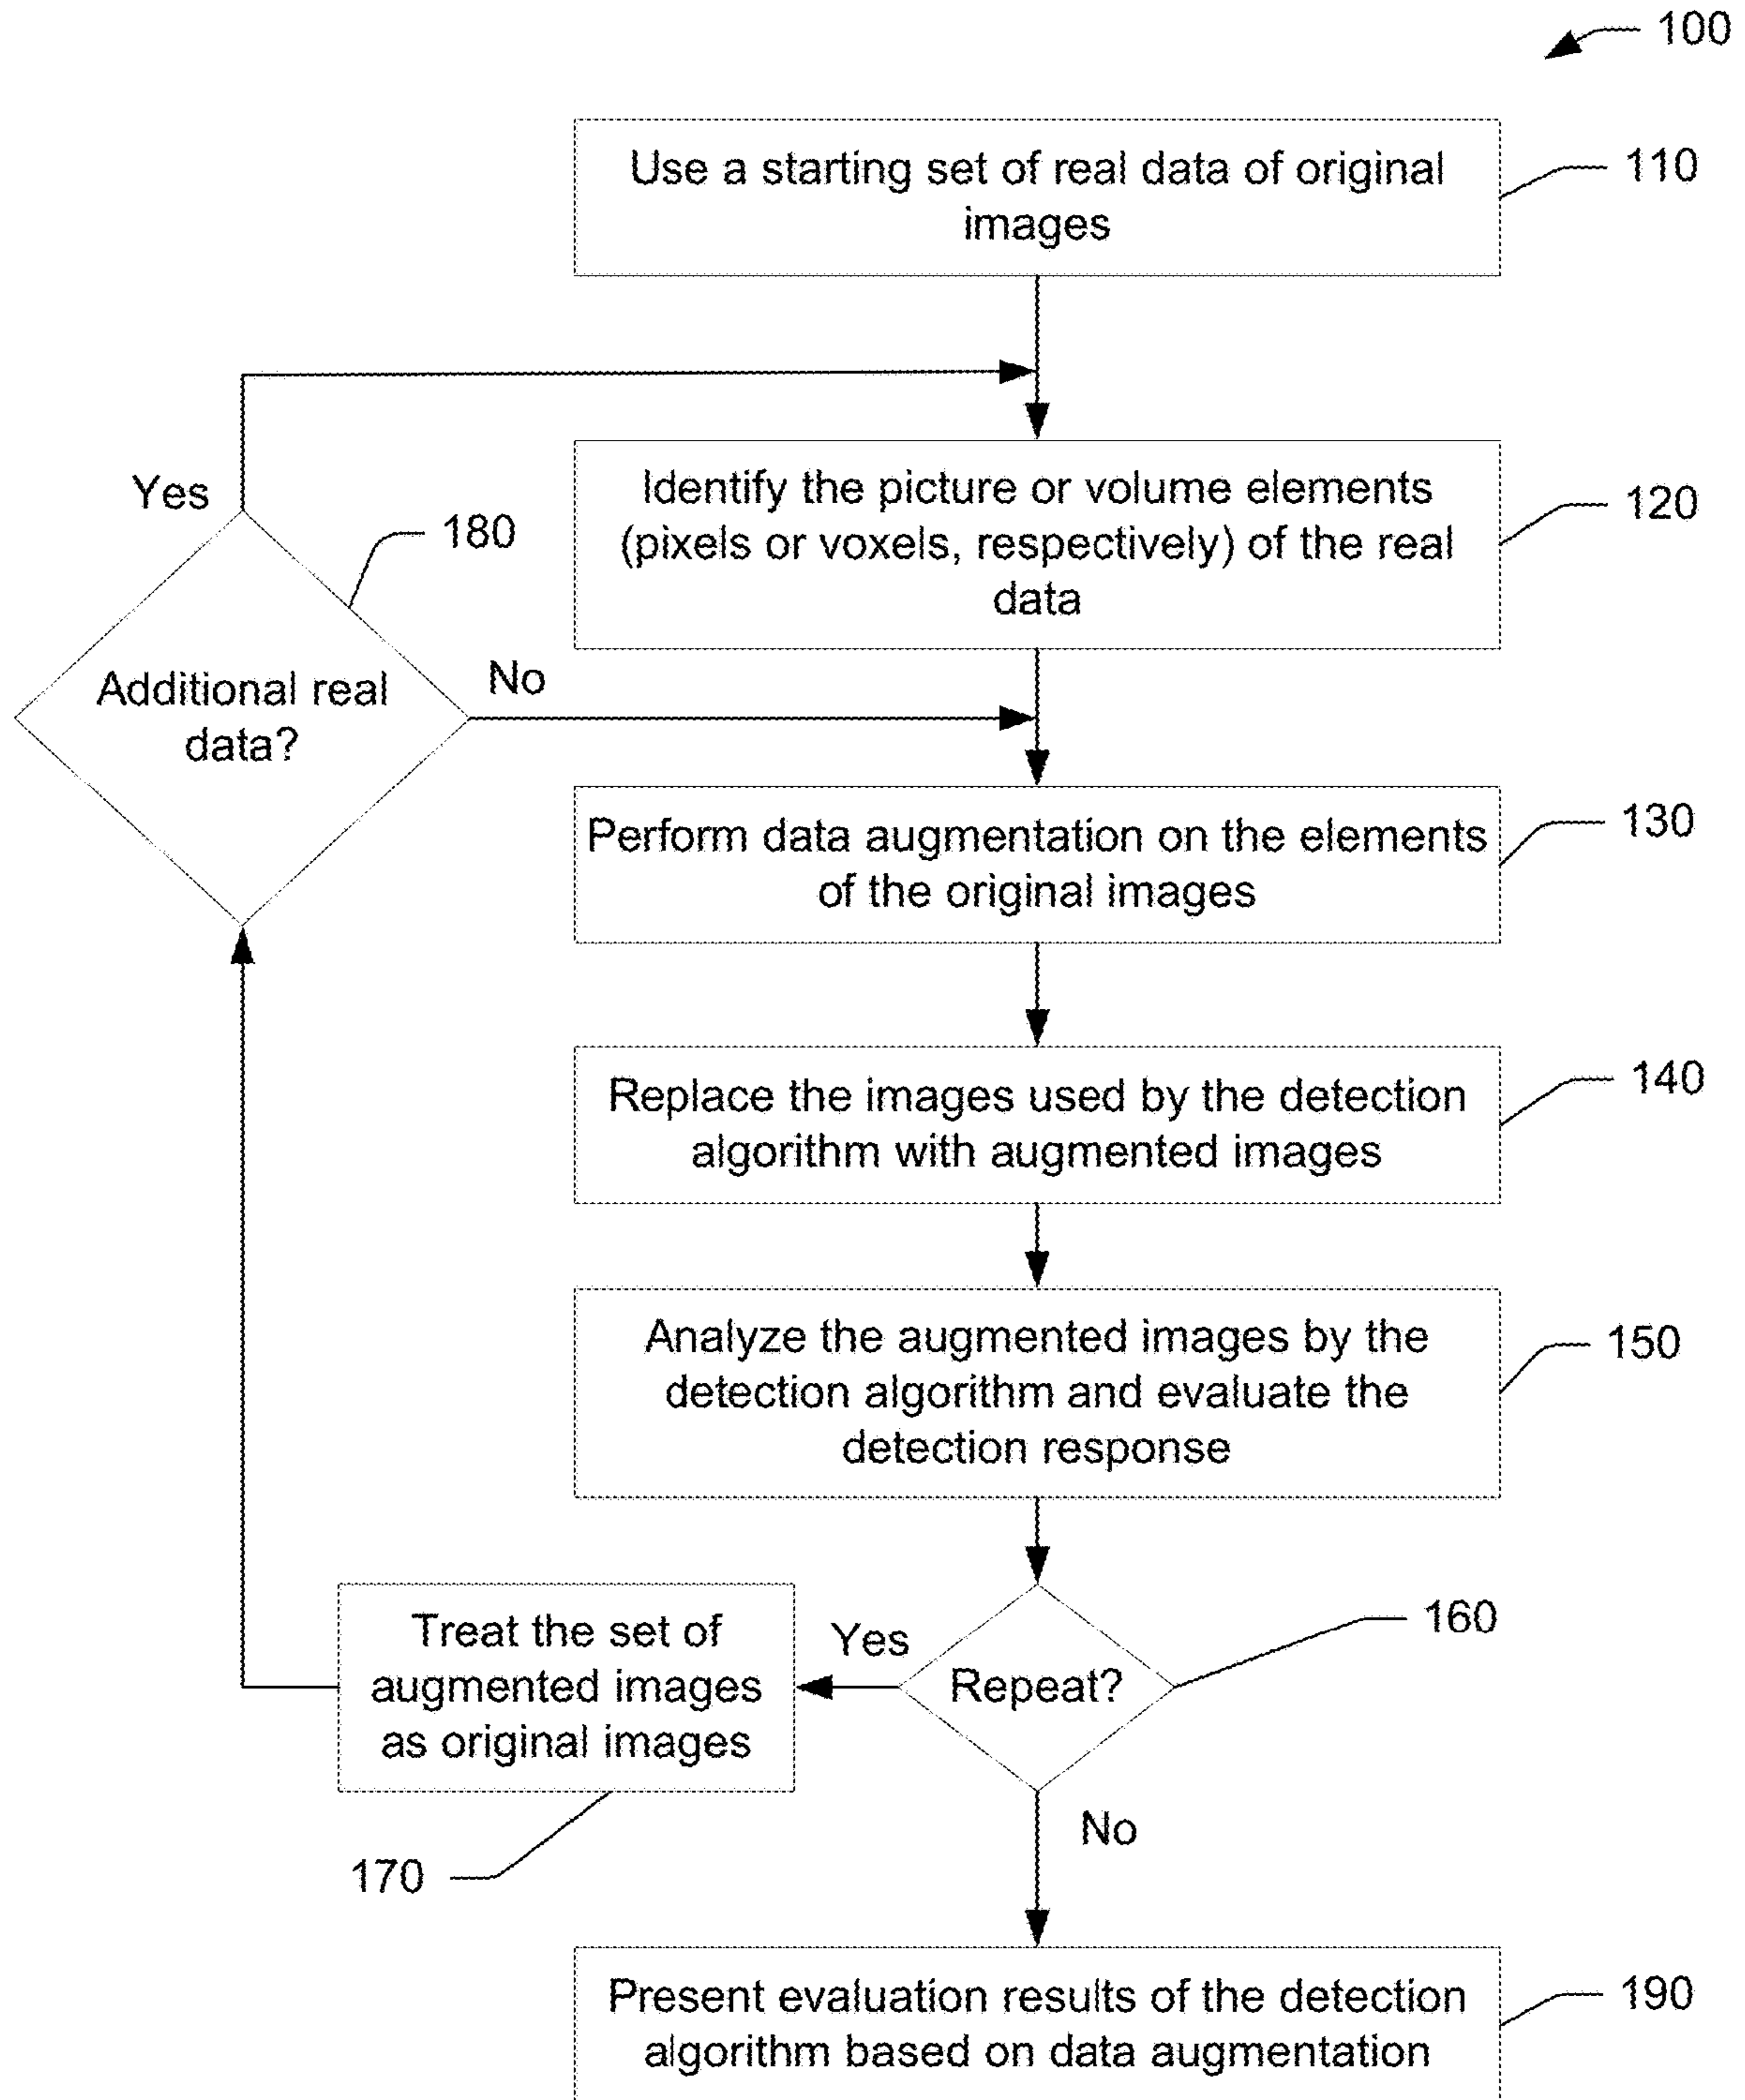 100
Use a starting set of real data of original
images
110
Identify the picture or volume elements
(pixels or voxels, respectively) of the real
data
120
Yes
180
Additional real
data?
No
Perform data augmentation on the elements
of the original images
130
Replace the images used by the detection
algorithm with augmented images
140
Analyze the augmented images by the
detection algorithm and evaluate the
detection response
150
Repeat?
160
Yes
Treat the set of
augmented images
as original images
170
No
Present evaluation results of the detection
algorithm based on data augmentation
190